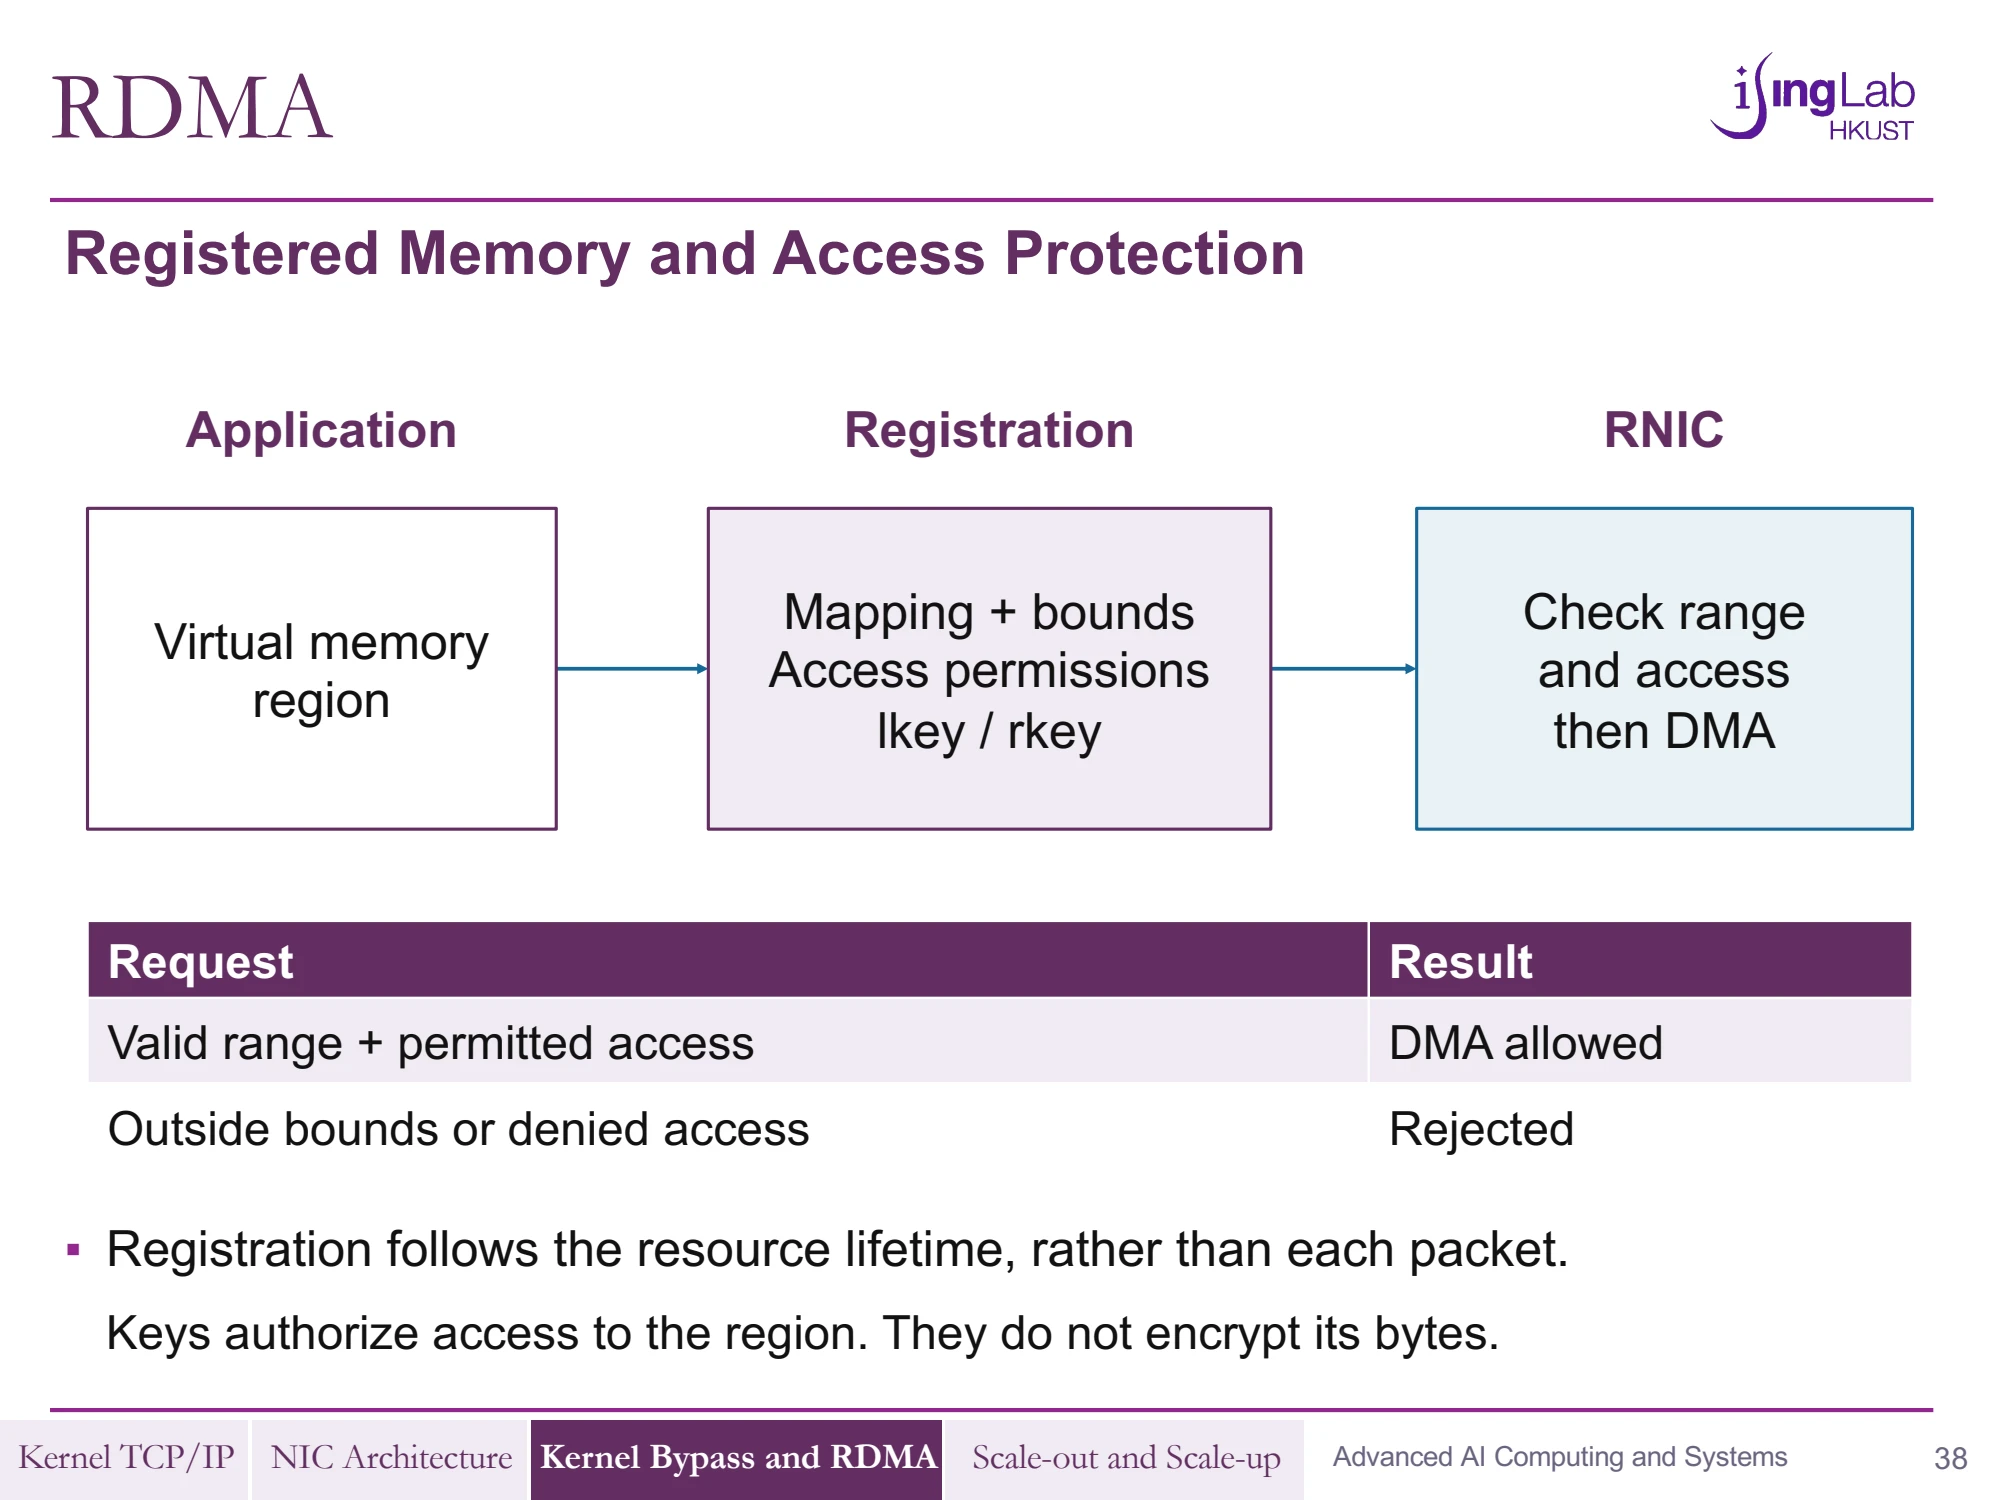 RDMA
isingLab
HKUST
Registered Memory and Access Protection
Application
Registration
RNIC
Virtual memory
region
Mapping + bounds
Access permissions
lkey / rkey
Check range
and access
then DMA
Request
Result
Valid range + permitted access
DMA allowed
Outside bounds or denied access
Rejected
▪ Registration follows the resource lifetime, rather than each packet.
Keys authorize access to the region. They do not encrypt its bytes.
Kernel TCP/IP
NIC Architecture
Kernel Bypass and RDMA
Scale-out and Scale-up
Advanced AI Computing and Systems
38